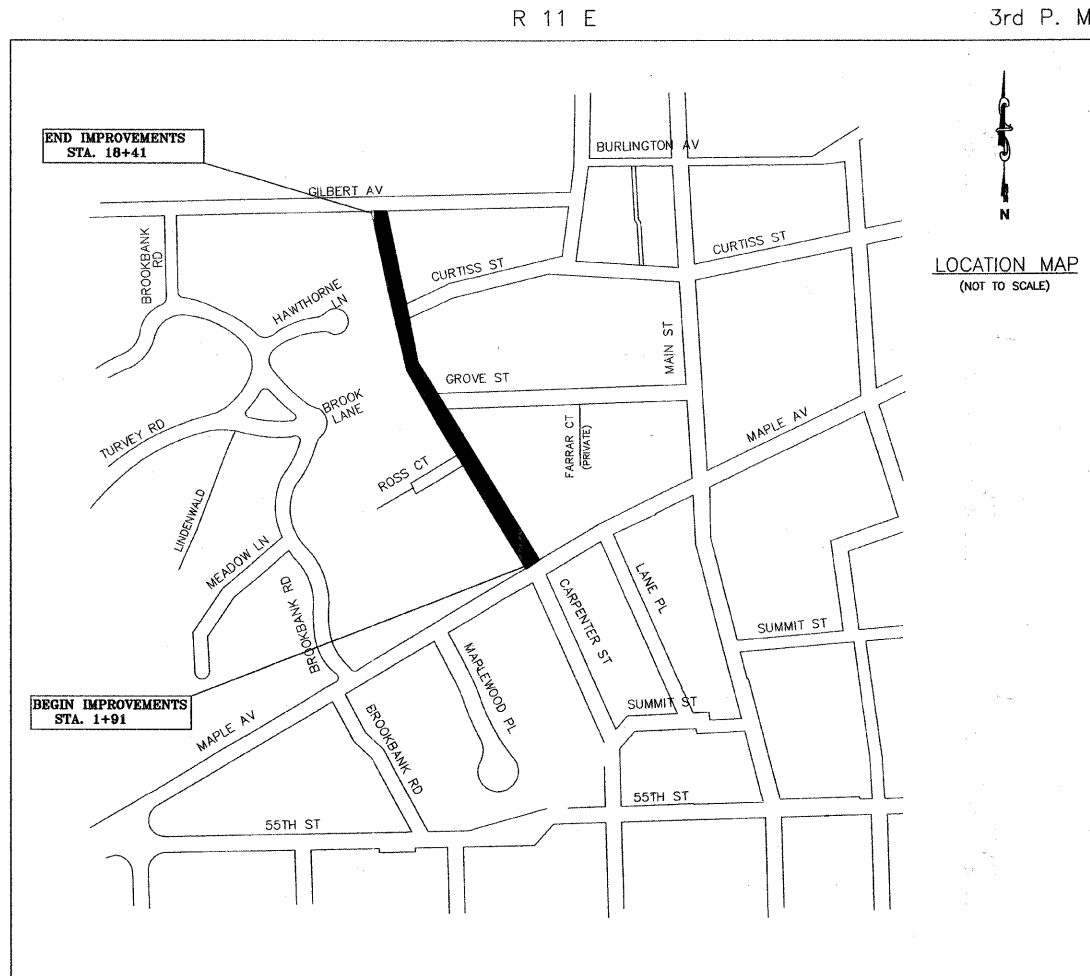 R 11 E
3rd P. M
END IMPROVEMENTS
STA. 18+41
BURLINGTON AV
GILBERT AV
N
LOCATION MAP
(NOT TO SCALE)
BROOKBANK
RD
CURTISS ST
CURTISS ST
HAWTHORNE
LN
MAIN ST
GROVE ST
BROOK
LANE
MAPLE AV
TURVEY RD
FARRAR CT
(PRIVATE)
ROSS CT
LINDENWALD
MEADOW LN
BROOKBANK RD
CARPENTER ST
LANE PL
SUMMIT ST
MAPLEWOOD PL
BEGIN IMPROVEMENTS
STA. 1+91
SUMMIT ST
MAPLE AV
BROOKBANK RD
55TH ST
55TH ST